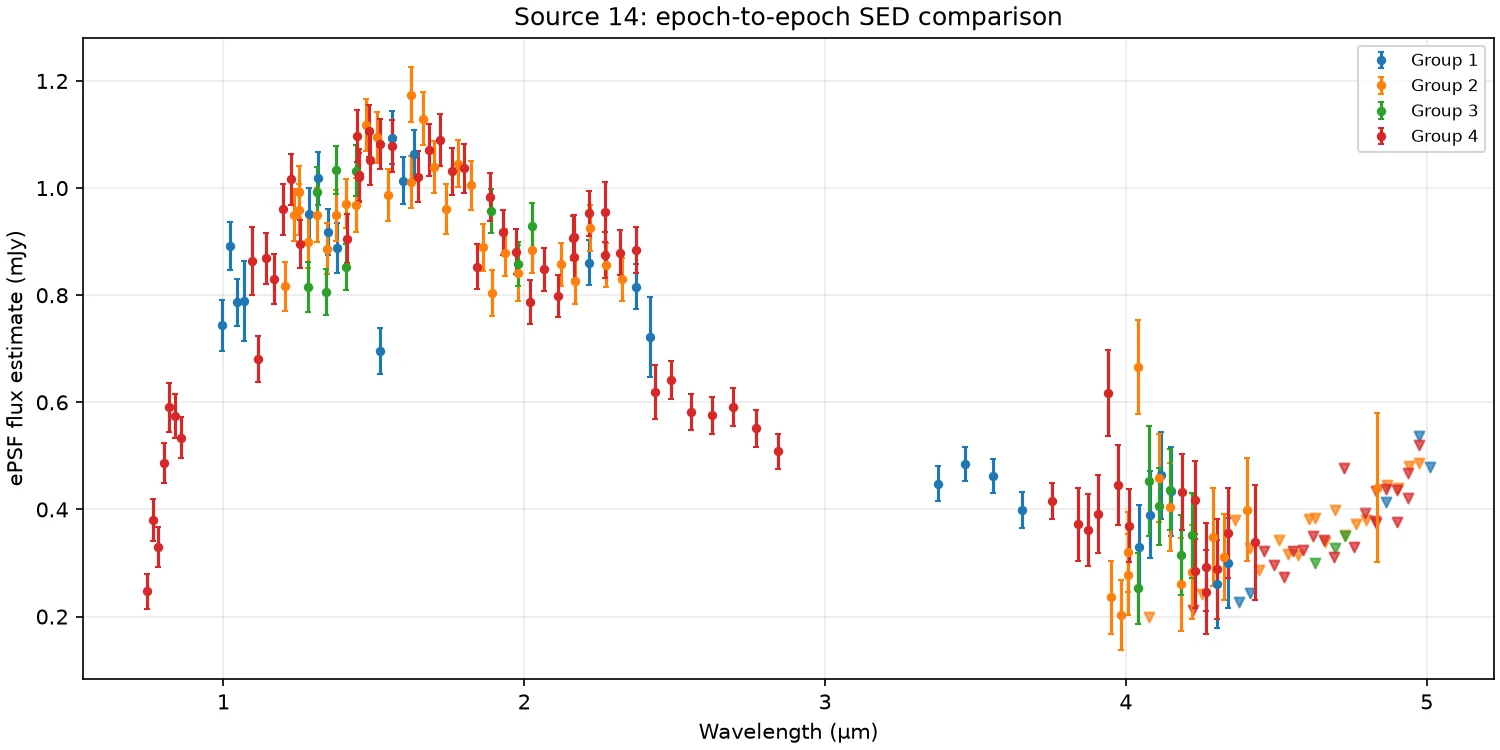 Source 14: epoch-to-epoch SED comparison
ePSF flux estimate (mJy)
1.2
1.0
0.8
0.6
0.4
0.2
Group 1
Group 2
Group 3
Group 4
1 2 3 4 5
Wavelength (µm)